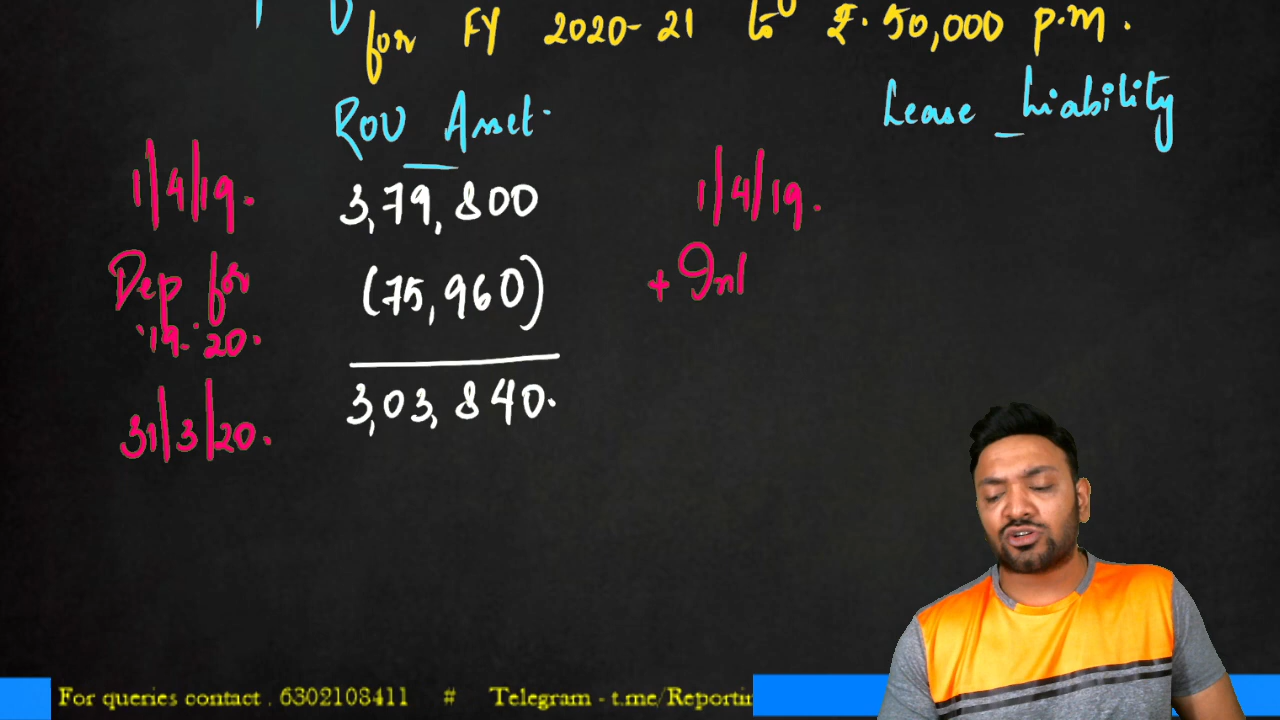 for FY 2020-21 to ₹. 50,000 p.m.
ROU Asset.
Lease Liability
1/4/19.
3,79,800
1/4/19.
Dep for
(75,960)
+ Int
'19-'20.
31/3/20.
3,03,840.
For queries contact . 6302108411 # Telegram - t.me/Reportin